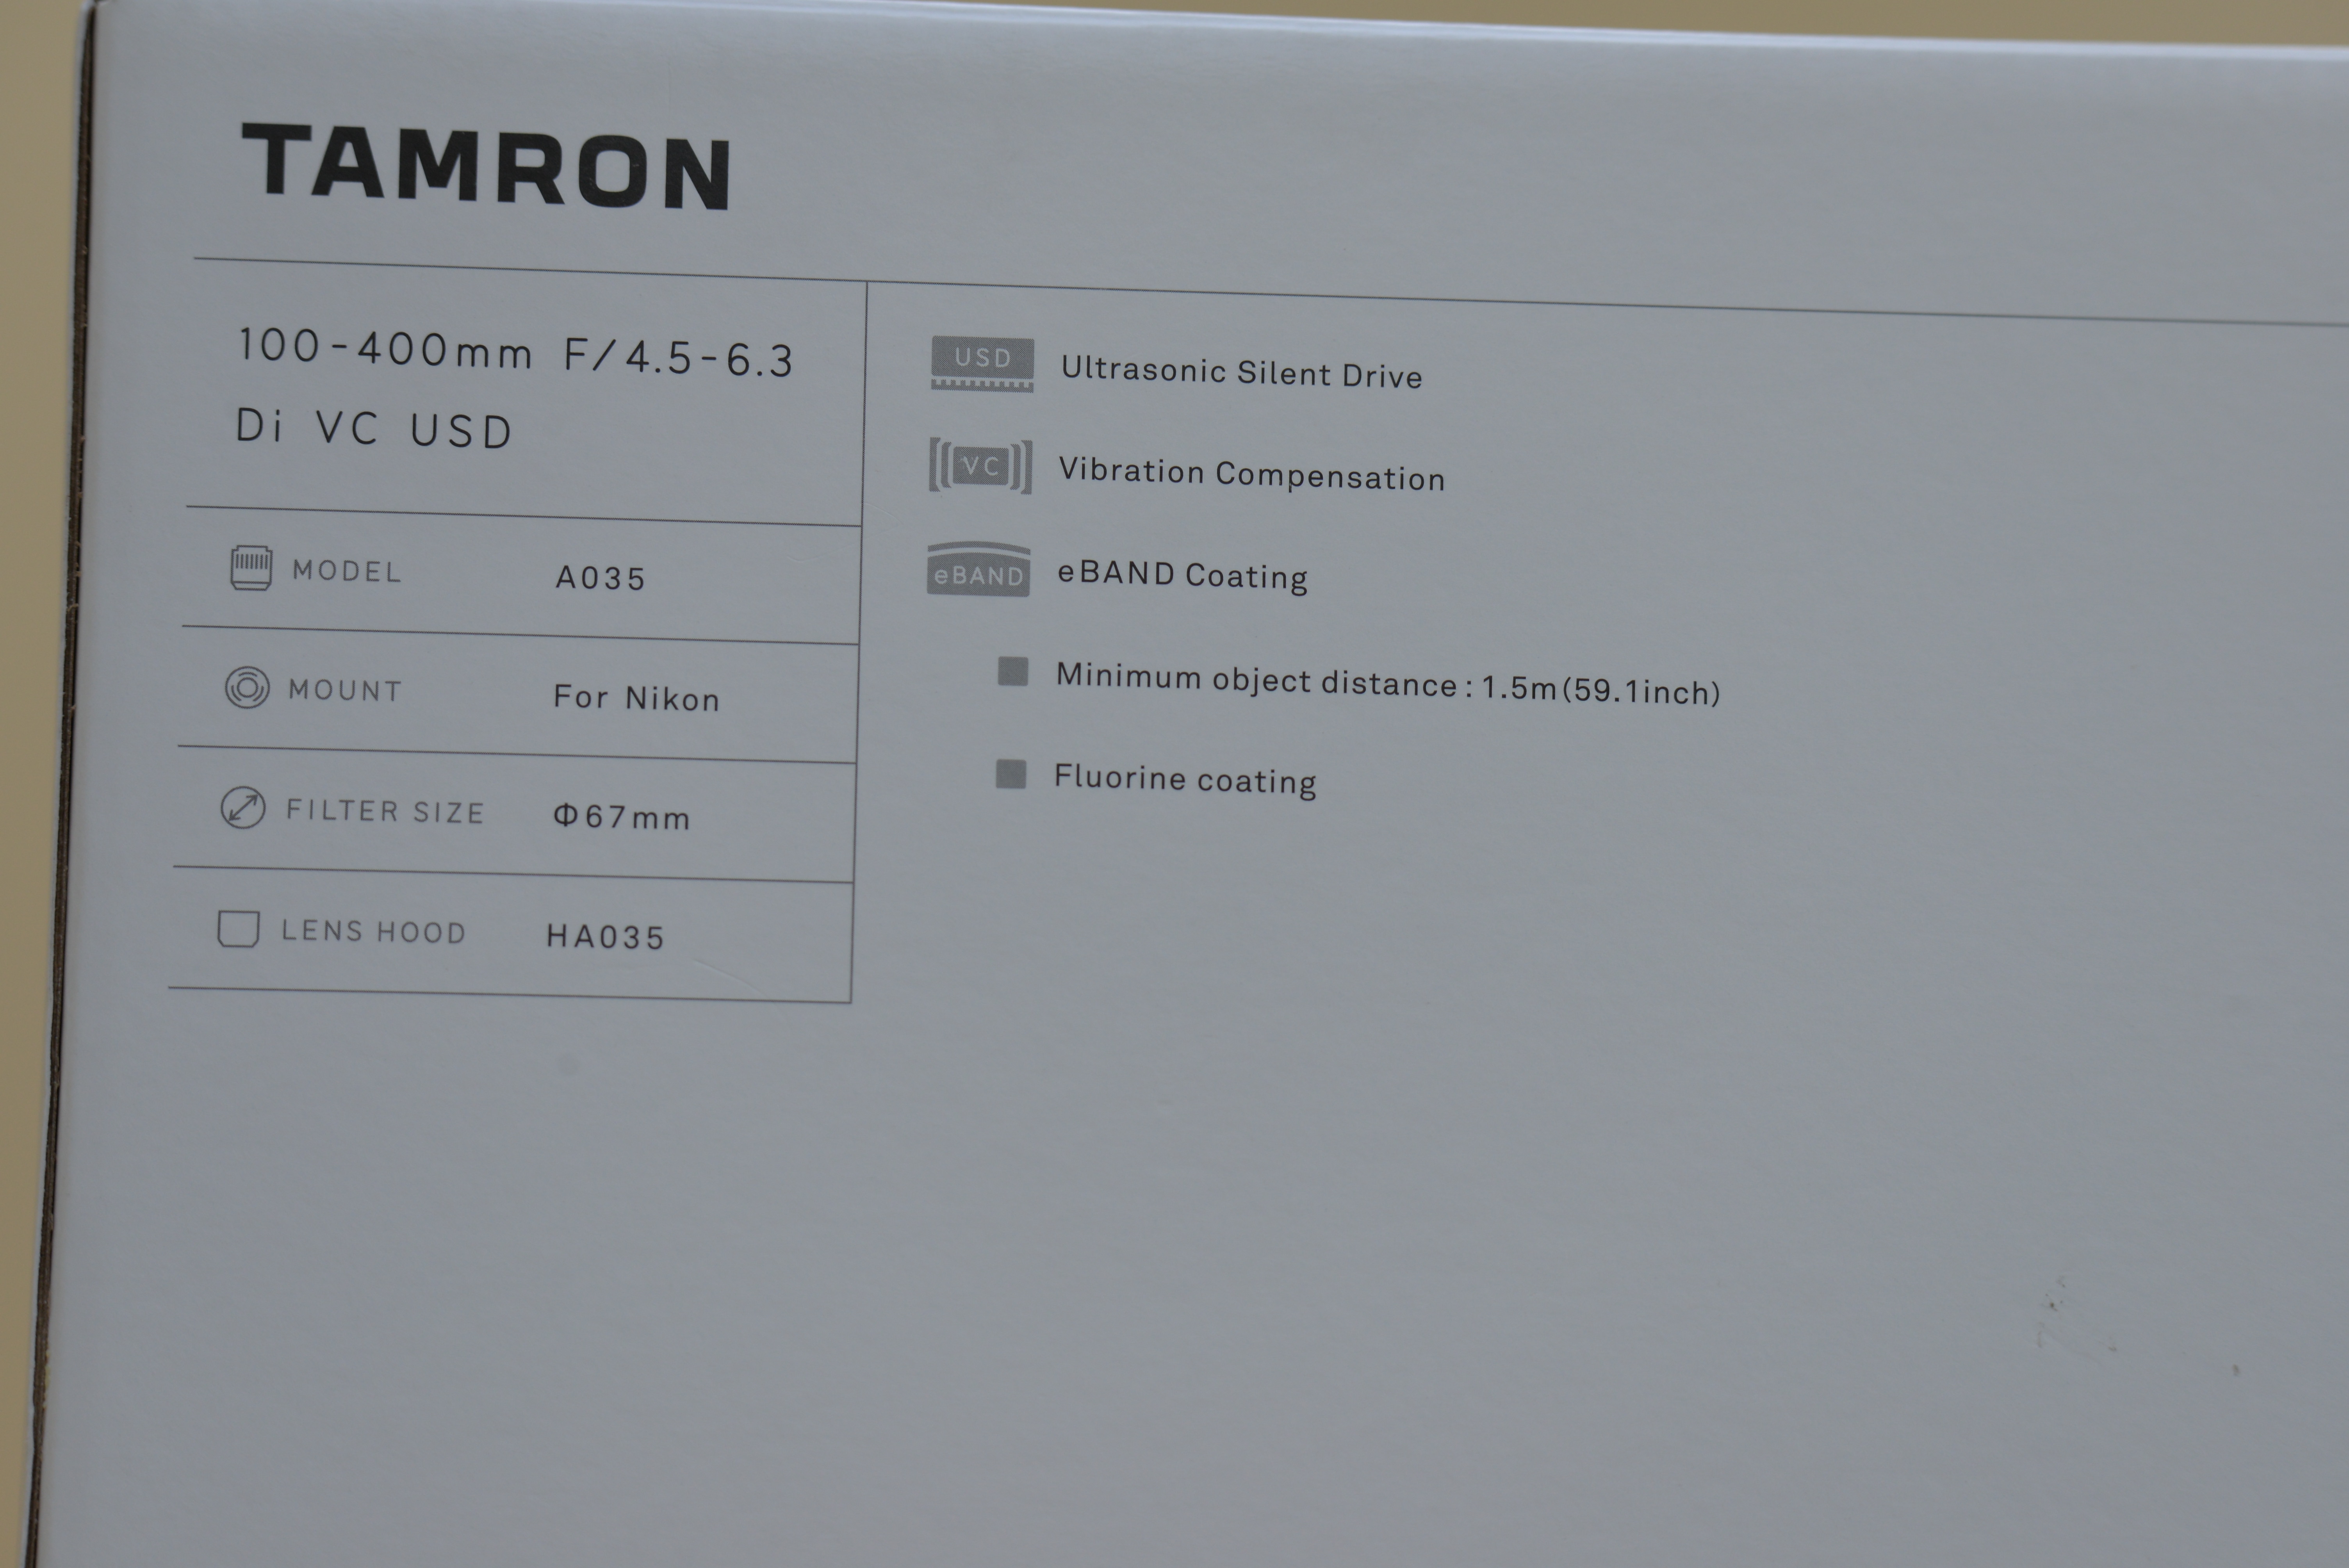 TAMRON
100-400mm F/4.5-6.3
Di VC USD
MODEL A035
MOUNT For Nikon
FILTER SIZE Φ67mm
LENS HOOD HA035
USD Ultrasonic Silent Drive
VC Vibration Compensation
eBAND eBAND Coating
Minimum object distance : 1.5m(59.1inch)
Fluorine coating